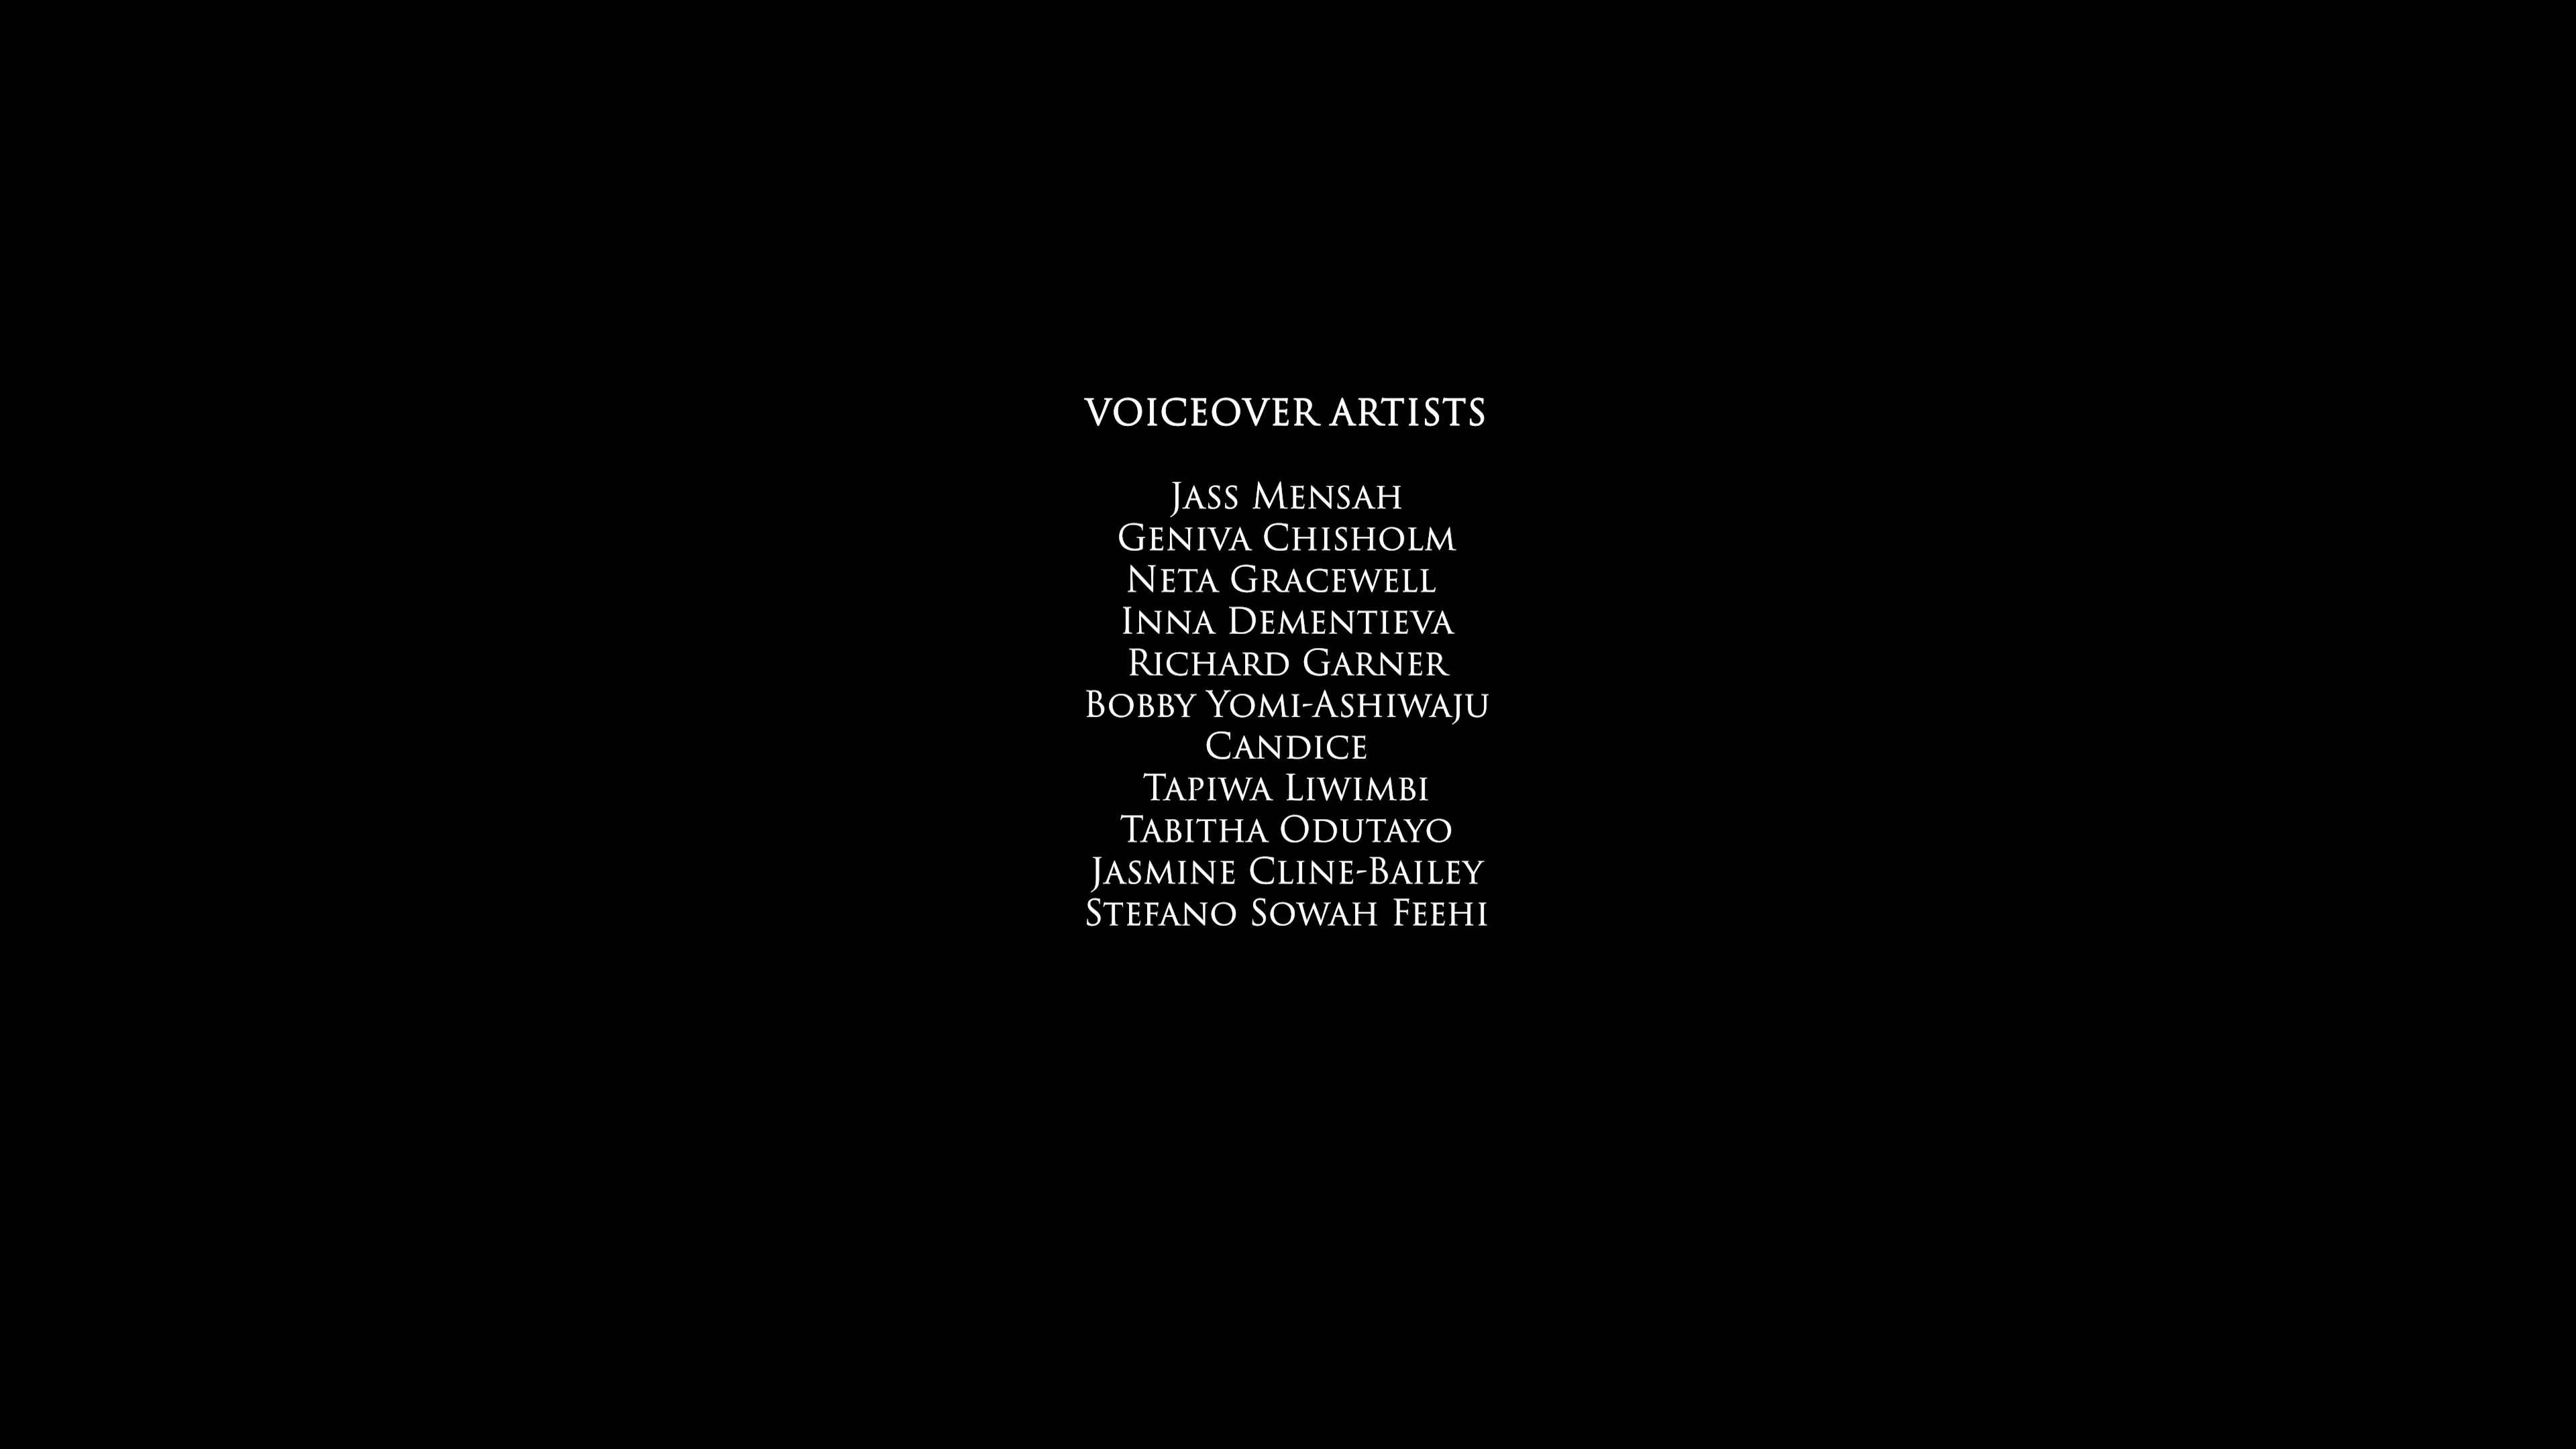 VOICEOVER ARTISTS
Jass Mensah
Geniva Chisholm
Neta Gracewell
Inna Dementieva
Richard Garner
Bobby Yomi-Ashiwaju
Candice
Tapiwa Liwimbi
Tabitha Odutayo
Jasmine Cline-Bailey
Stefano Sowah Feehi